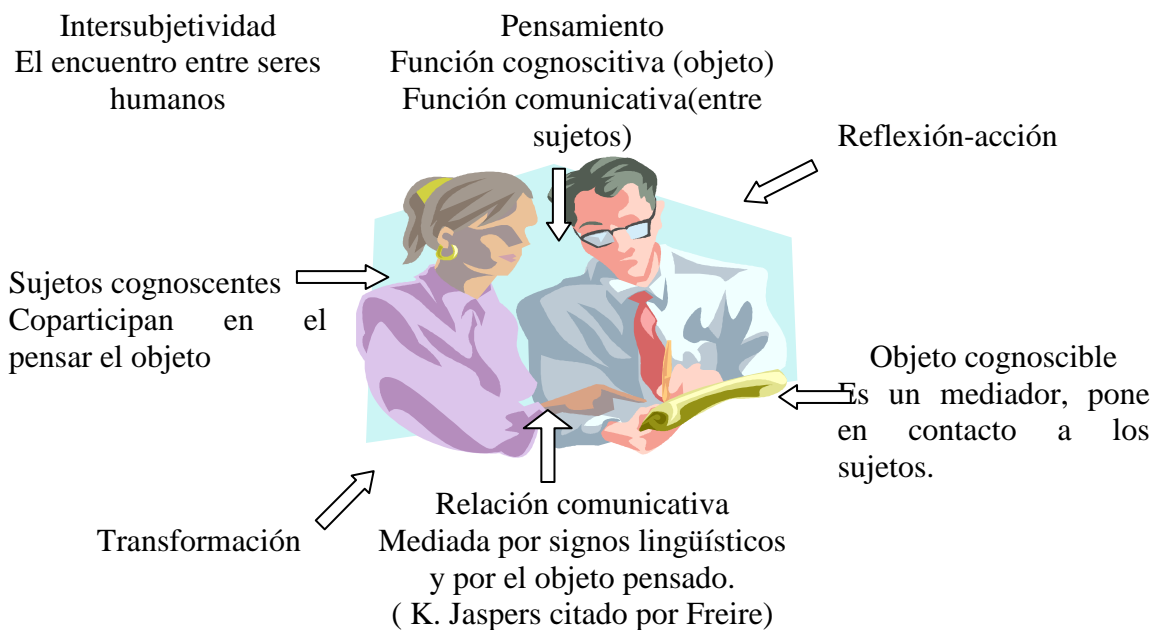 Intersubjetividad
El encuentro entre seres
humanos
Pensamiento
Función cognoscitiva (objeto)
Función comunicativa(entre
sujetos)
Reflexión-acción
Sujetos cognoscentes
Coparticipan en el
pensar el objeto
Objeto cognoscible
Es un mediador, pone
en contacto a los
sujetos.
Transformación
Relación comunicativa
Mediada por signos lingüísticos
y por el objeto pensado.
( K. Jaspers citado por Freire)